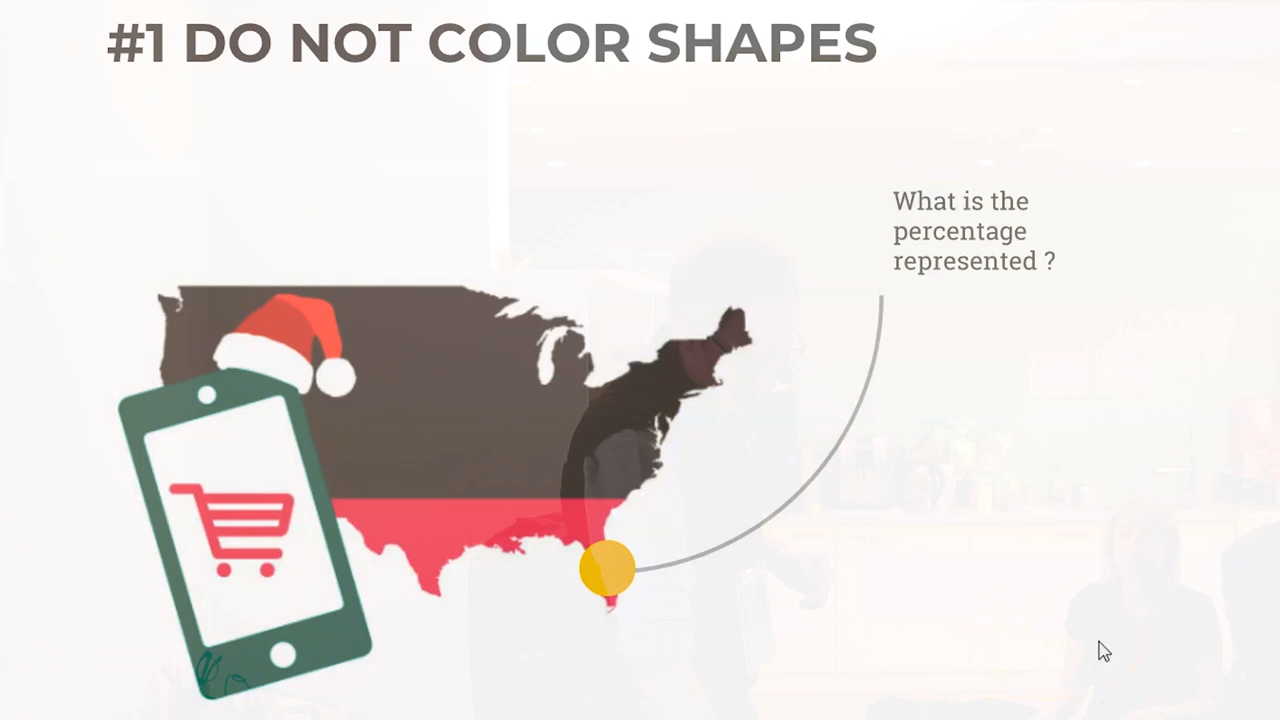 #1 DO NOT COLOR SHAPES
What is the
percentage
represented ?